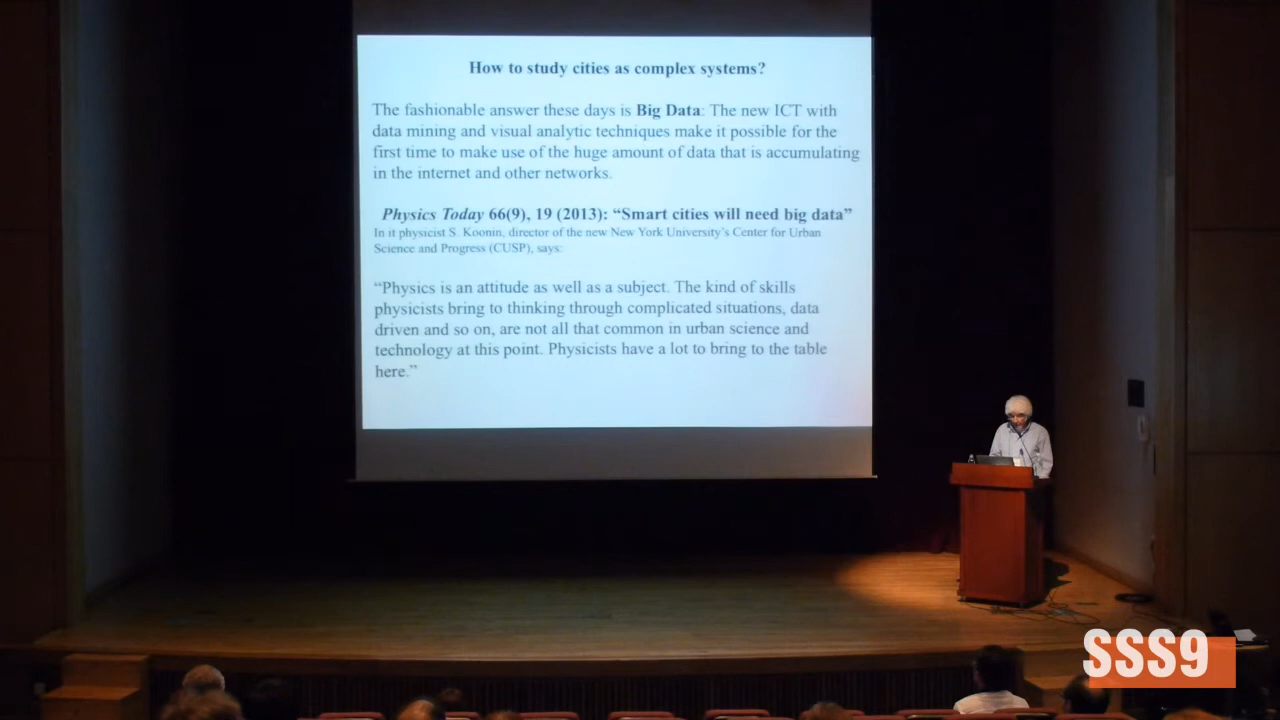 How to study cities as complex systems?
The fashionable answer these days is Big Data: The new ICT with
data mining and visual analytic techniques make it possible for the
first time to make use of the huge amount of data that is accumulating
in the internet and other networks.
Physics Today 66(9), 19 (2013): “Smart cities will need big data”
In it physicist S. Koonin, director of the new New York University’s Center for Urban
Science and Progress (CUSP), says:
“Physics is an attitude as well as a subject. The kind of skills
physicists bring to thinking through complicated situations, data
driven and so on, are not all that common in urban science and
technology at this point. Physicists have a lot to bring to the table
here.”
SSS9